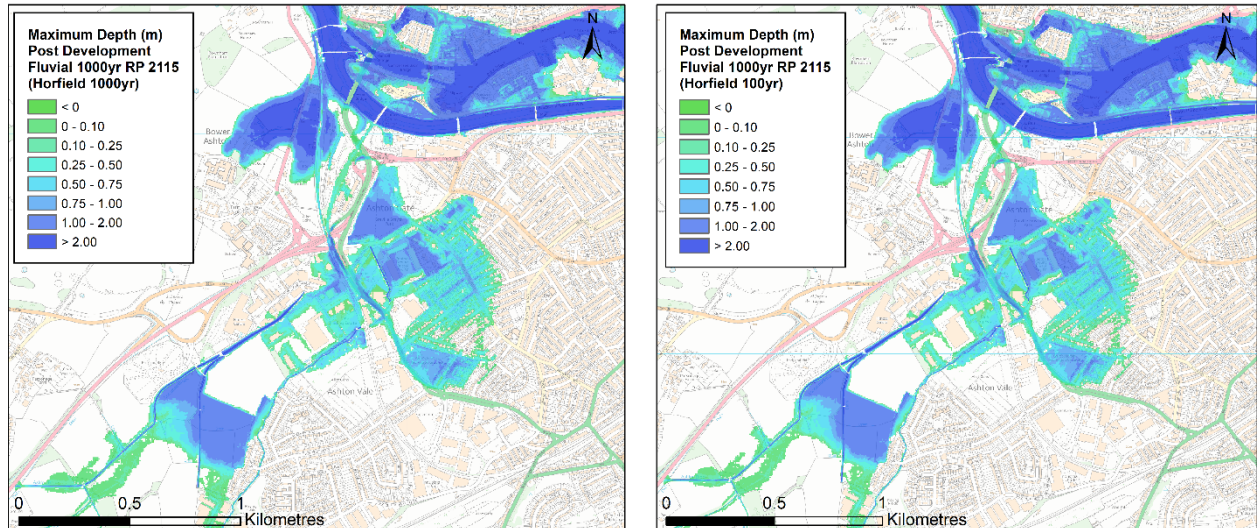 Maximum Depth (m)
Post Development
Fluvial 1000yr RP 2115
(Horfield 1000yr)
< 0
0 - 0.10
0.10 - 0.25
0.25 - 0.50
0.50 - 0.75
0.75 - 1.00
1.00 - 2.00
> 2.00
N
Bower
Ashton
Ashton Gate
Ashton Vale
0 0.5 1
Kilometres
Maximum Depth (m)
Post Development
Fluvial 1000yr RP 2115
(Horfield 100yr)
< 0
0 - 0.10
0.10 - 0.25
0.25 - 0.50
0.50 - 0.75
0.75 - 1.00
1.00 - 2.00
> 2.00
N
Bower
Ashton
Ashton Gate
Ashton Vale
0 0.5 1
Kilometres